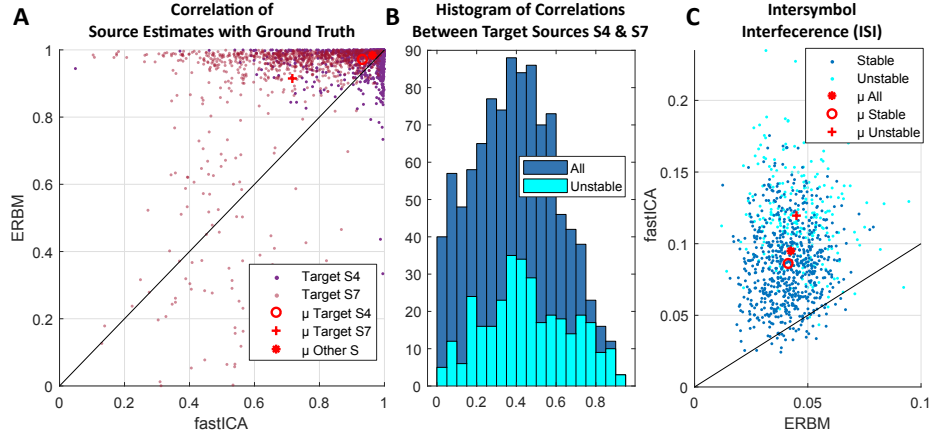 A
Correlation of
Source Estimates with Ground Truth
1
0.8
0.6
0.4
0.2
0
ERBM
0
0.2
0.4
0.6
0.8
1
fastICA
Target S4
Target S7
μ Target S4
μ Target S7
μ Other S
B
Histogram of Correlations
Between Target Sources S4 & S7
90
80
70
60
50
40
30
20
10
0
0
0.2
0.4
0.6
0.8
All
Unstable
C
Intersymbol
Interfecerence (ISI)
0.2
0.15
0.1
0.05
0
fastICA
0
0.05
0.1
ERBM
Stable
Unstable
μ All
μ Stable
μ Unstable